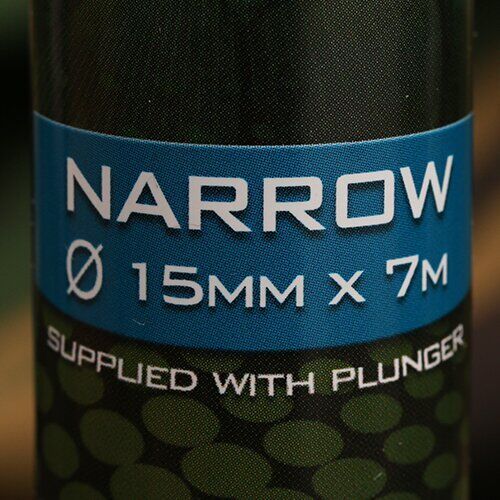 NARROW
Ø 15MM X 7M
SUPPLIED WITH PLUNGER